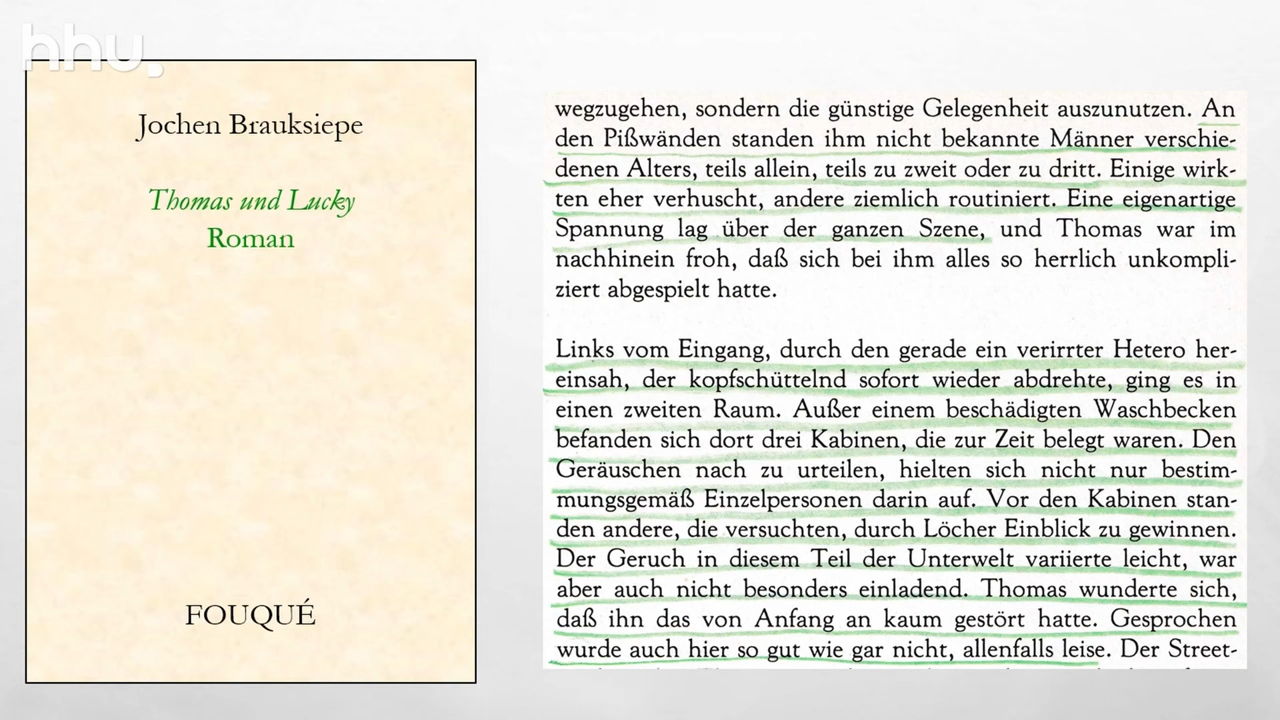 hhu.
Jochen Brauksiepe
Thomas und Lucky
Roman
FOUQUÉ
wegzugehen, sondern die günstige Gelegenheit auszunutzen. An
den Pißwänden standen ihm nicht bekannte Männer verschie-
denen Alters, teils allein, teils zu zweit oder zu dritt. Einige wirk-
ten eher verhuscht, andere ziemlich routiniert. Eine eigenartige
Spannung lag über der ganzen Szene, und Thomas war im
nachhinein froh, daß sich bei ihm alles so herrlich unkompli-
ziert abgespielt hatte.
Links vom Eingang, durch den gerade ein verirrter Hetero her-
einsah, der kopfschüttelnd sofort wieder abdrehte, ging es in
einen zweiten Raum. Außer einem beschädigten Waschbecken
befanden sich dort drei Kabinen, die zur Zeit belegt waren. Den
Geräuschen nach zu urteilen, hielten sich nicht nur bestim-
mungsgemäß Einzelpersonen darin auf. Vor den Kabinen stan-
den andere, die versuchten, durch Löcher Einblick zu gewinnen.
Der Geruch in diesem Teil der Unterwelt variierte leicht, war
aber auch nicht besonders einladend. Thomas wunderte sich,
daß ihn das von Anfang an kaum gestört hatte. Gesprochen
wurde auch hier so gut wie gar nicht, allenfalls leise. Der Street-